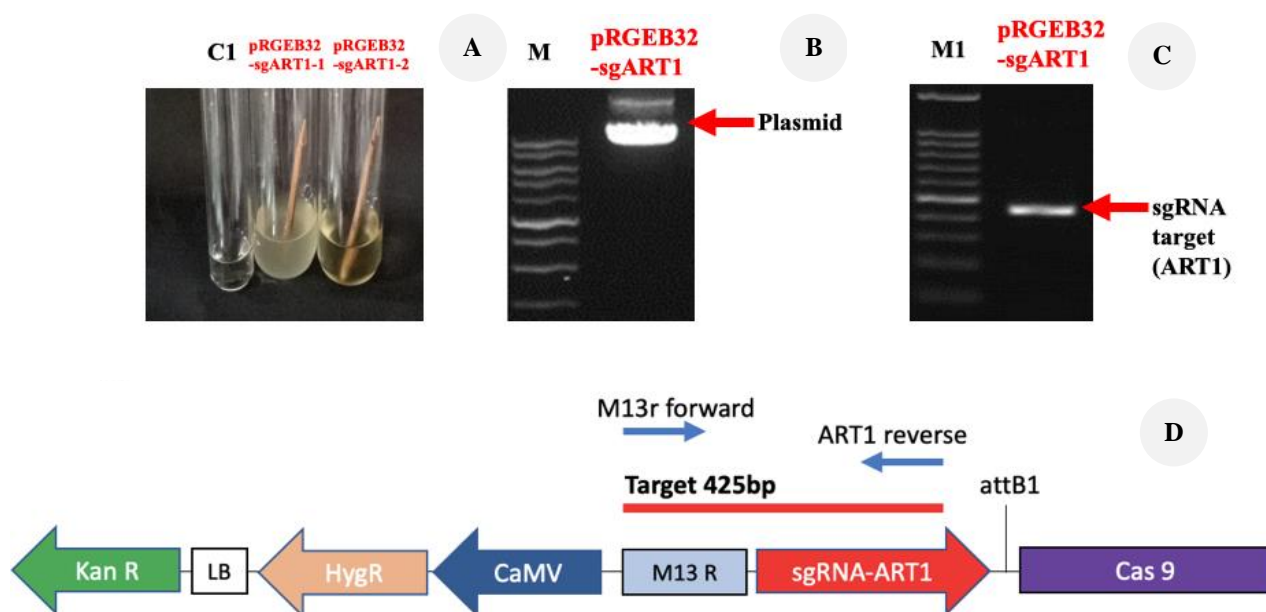 C1
pRGEB32
-sgART1-1
pRGEB32
-sgART1-2
A
M
pRGEB32
-sgART1
B
Plasmid
M1
pRGEB32
-sgART1
C
sgRNA
target
(ART1)
M13r forward
ART1 reverse
D
Target 425bp
attB1
Kan R
LB
HygR
CaMV
M13 R
sgRNA-ART1
Cas 9